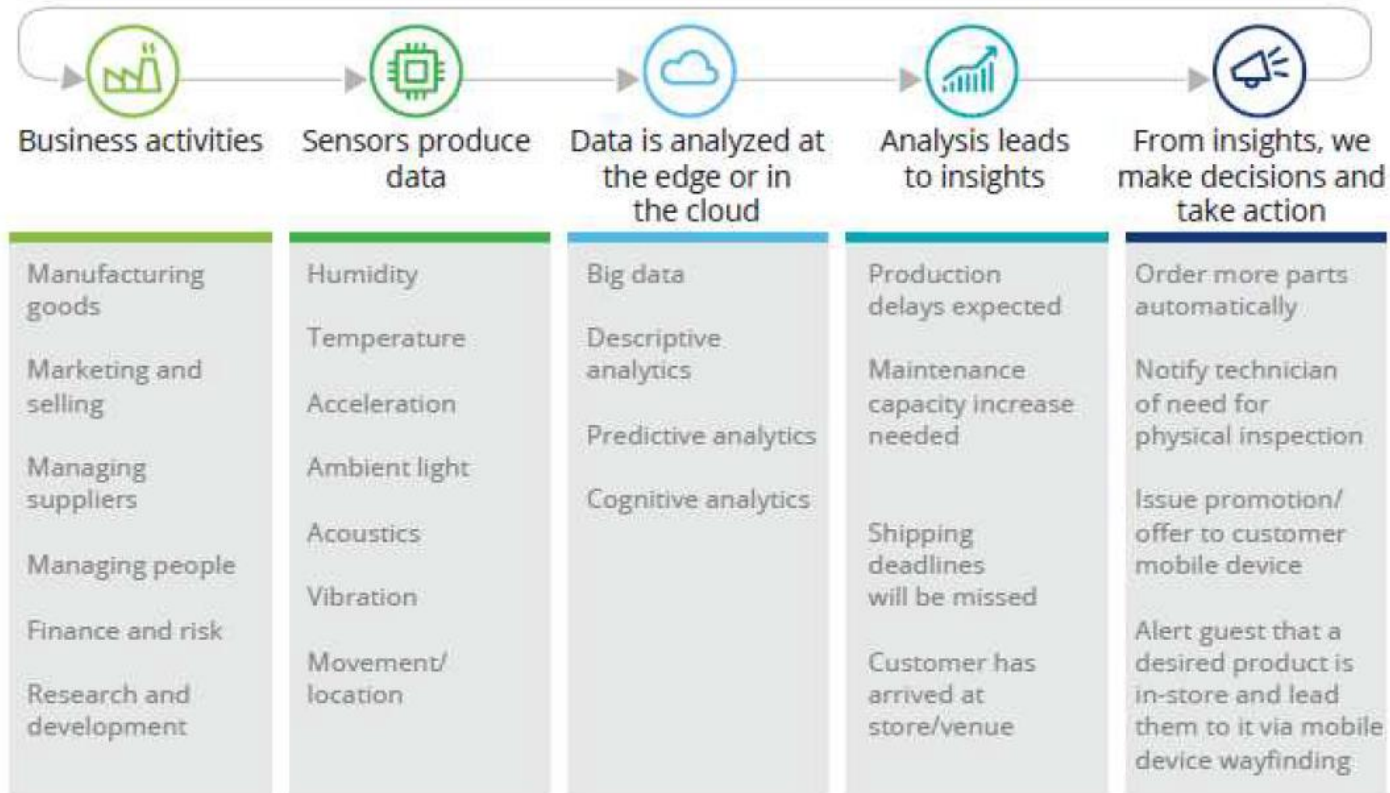 Business activities
Sensors produce
data
Data is analyzed at
the edge or in
the cloud
Analysis leads
to insights
From insights, we
make decisions and
take action
Manufacturing
goods
Marketing and
selling
Managing
suppliers
Managing people
Finance and risk
Research and
development
Humidity
Temperature
Acceleration
Ambient light
Acoustics
Vibration
Movement/
location
Big data
Descriptive
analytics
Predictive analytics
Cognitive analytics
Production
delays expected
Maintenance
capacity increase
needed
Shipping
deadlines
will be missed
Customer has
arrived at
store/venue
Order more parts
automatically
Notify technician
of need for
physical inspection
Issue promotion/
offer to customer
mobile device
Alert guest that a
desired product is
in-store and lead
them to it via mobile
device wayfinding